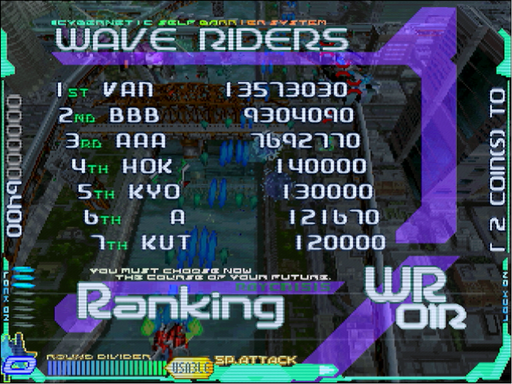 CYBERNETIC SELF BARRIER SYSTEM
WAVE RIDERS
1ST VAN 13573030
2ND BBB 9304090
3RD AAA 7692770
4TH HOK 140000
5TH KYO 130000
6TH A 121670
7TH KUT 120000
YOU MUST CHOOSE NOW
THE COURSE OF YOUR FUTURE.
Ranking
WR
01R
ROUND DIVIDER
SP.ATTACK
LOCK ON
LOCK ON
1 2 COIN(S) TO